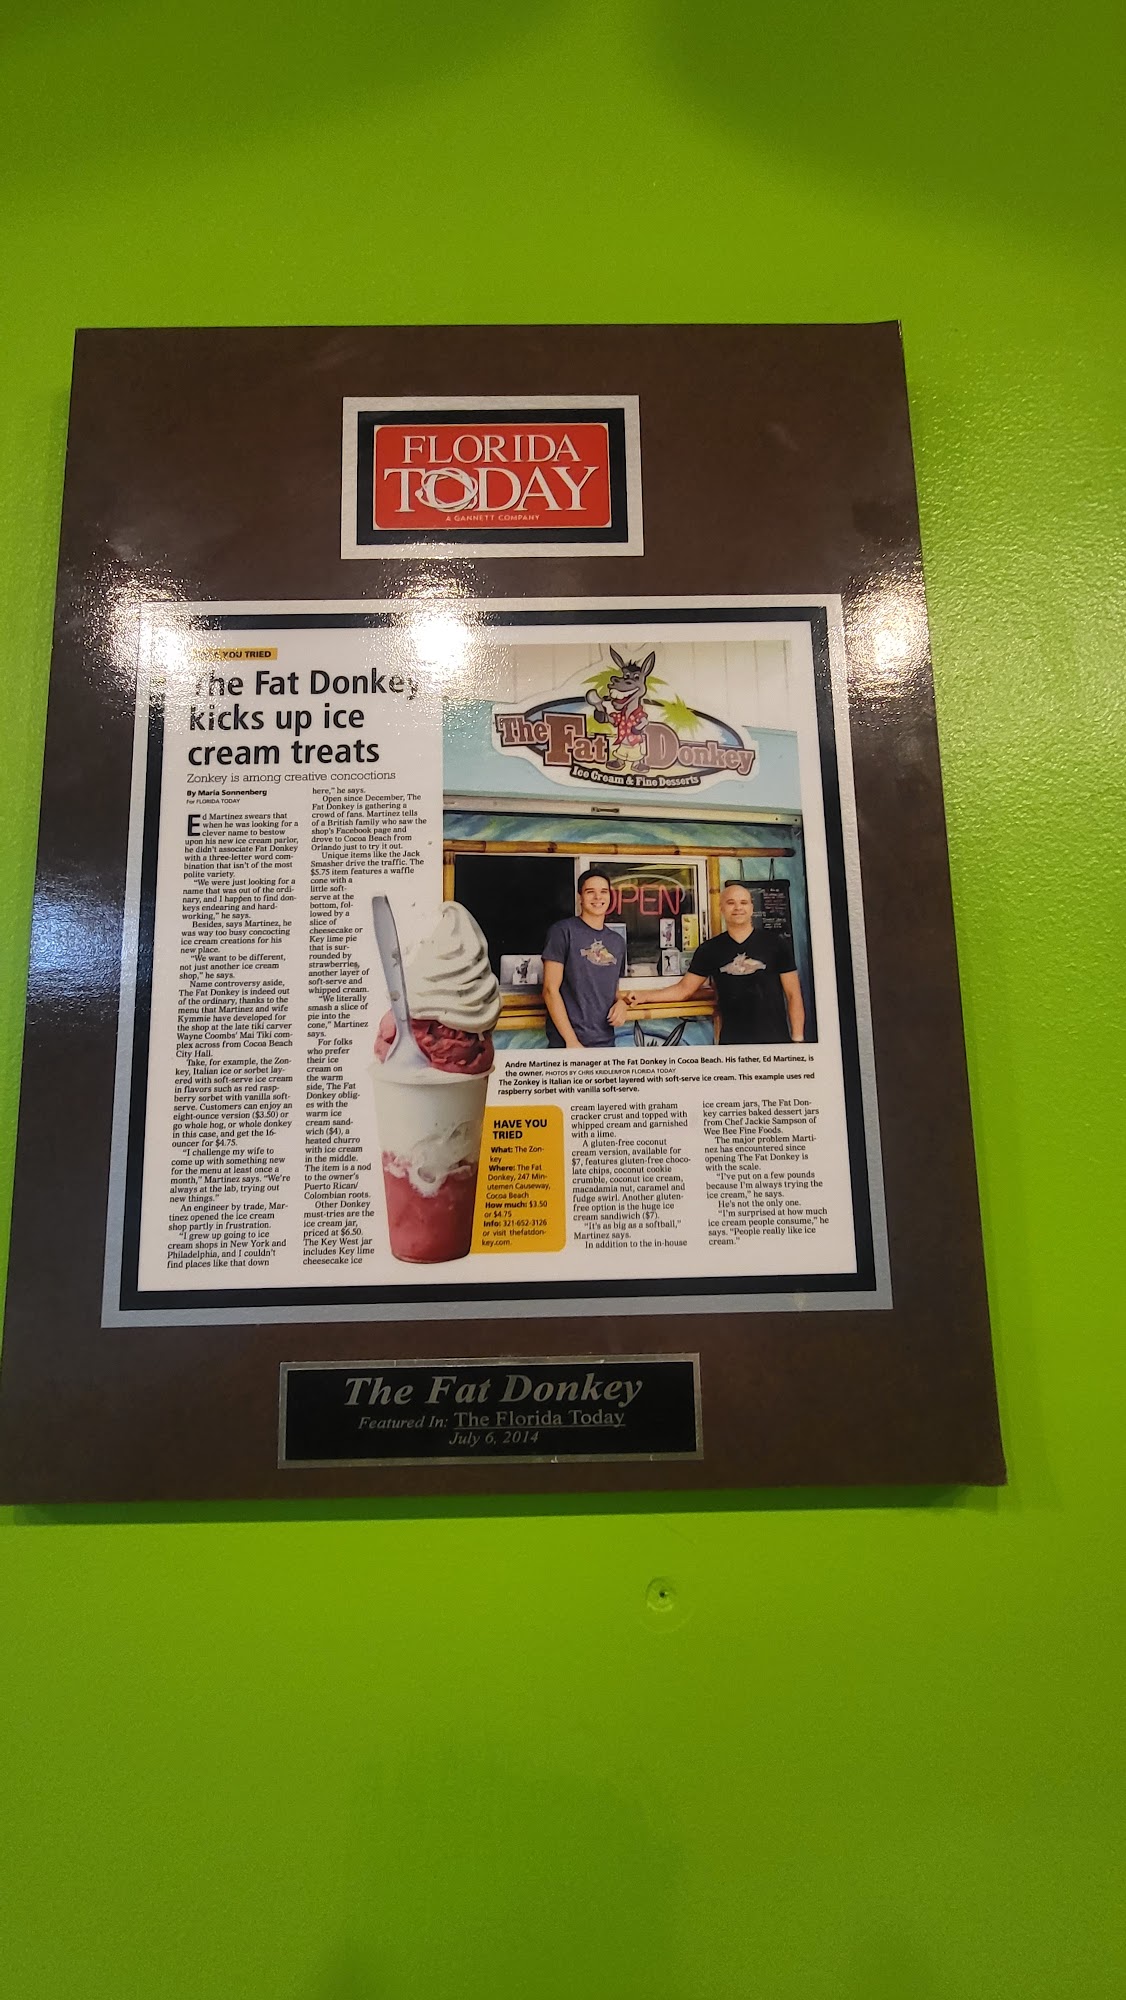 FLORIDA
TODAY
A GANNETT COMPANY
YOU TRIED
The Fat Donkey
kicks up ice
cream treats
Zonkey is among creative concoctions
By Maria Sonnenberg
For FLORIDA TODAY
Ed Martinez swears that
when he was looking for a
clever name to bestow
upon his new ice cream parlor,
he didn't associate Fat Donkey
with a three-letter word com-
bination that isn't of the most
polite variety.
"We were just looking for a
name that was out of the ordi-
nary, and I happen to find don-
keys endearing and hard-
working," he says.
Besides, says Martinez, he
was way too busy concocting
ice cream creations for his
new place.
"We want to be different,
not just another ice cream
shop," he says.
Name controversy aside,
The Fat Donkey is indeed out
of the ordinary, thanks to the
menu that Martinez and wife
Kymmie have developed for
the shop at the late tiki carver
Wayne Coombs' Mai Tiki com-
plex across from Cocoa Beach
City Hall.
Take, for example, the Zon-
key, Italian ice or sorbet lay-
ered with soft-serve ice cream
in flavors such as red rasp-
berry sorbet with vanilla soft-
serve. Customers can enjoy an
eight-ounce version ($3.50) or
go whole hog, or whole donkey
in this case, and get the 16-
ouncer for $4.75.
"I challenge my wife to
come up with something new
for the menu at least once a
month," Martinez says. "We're
always at the lab, trying out
new things."
An engineer by trade, Mar-
tinez opened the ice cream
shop partly in frustration.
"I grew up going to ice
cream shops in New York and
Philadelphia, and I couldn't
find places like that down
here," he says.
Open since December, The
Fat Donkey is gathering a
crowd of fans. Martinez tells
of a British family who saw the
shop's Facebook page and
drove to Cocoa Beach from
Orlando just to try it out.
Unique items like the Jack
Smasher drive the traffic. The
$5.75 item features a waffle
cone with a
little soft-
serve at the
bottom, fol-
lowed by a
slice of
cheesecake or
Key lime pie
that is sur-
rounded by
strawberries,
another layer of
soft-serve and
whipped cream.
"We literally
smash a slice of
pie into the
cone," Martinez
says.
For folks
who prefer
their ice
cream on
the warm
side, The Fat
Donkey oblig-
es with the
warm ice
cream sand-
wich ($4), a
heated churro
with ice cream
in the middle.
The item is a nod
to the owner's
Puerto Rican/
Colombian roots.
Other Donkey
must-tries are the
ice cream jar,
priced at $6.50.
The Key West jar
includes Key lime
cheesecake ice
The Fat Donkey
Ice Cream & Fine Desserts
OPEN
Andre Martinez is manager at The Fat Donkey in Cocoa Beach. His father, Ed Martinez, is
the owner. PHOTOS BY CHRIS KRIDLER/FOR FLORIDA TODAY
The Zonkey is Italian ice or sorbet layered with soft-serve ice cream. This example uses red
raspberry sorbet with vanilla soft-serve.
HAVE YOU
TRIED
What: The Zon-
key
Where: The Fat
Donkey, 247 Min-
utemen Causeway,
Cocoa Beach
How much: $3.50
or $4.75
Info: 321-652-3126
or visit thefatdon-
key.com.
cream layered with graham
cracker crust and topped with
whipped cream and garnished
with a lime.
A gluten-free coconut
cream version, available for
$7, features gluten-free choco-
late chips, coconut cookie
crumble, coconut ice cream,
macadamia nut, caramel and
fudge swirl. Another gluten-
free option is the huge ice
cream sandwich ($7).
"It's as big as a softball,"
Martinez says.
In addition to the in-house
ice cream jars, The Fat Don-
key carries baked dessert jars
from Chef Jackie Sampson of
Wee Bee Fine Foods.
The major problem Marti-
nez has encountered since
opening The Fat Donkey is
with the scale.
"I've put on a few pounds
because I'm always trying the
ice cream," he says.
He's not the only one.
"I'm surprised at how much
ice cream people consume," he
says. "People really like ice
cream."
The Fat Donkey
Featured In: The Florida Today
July 6, 2014